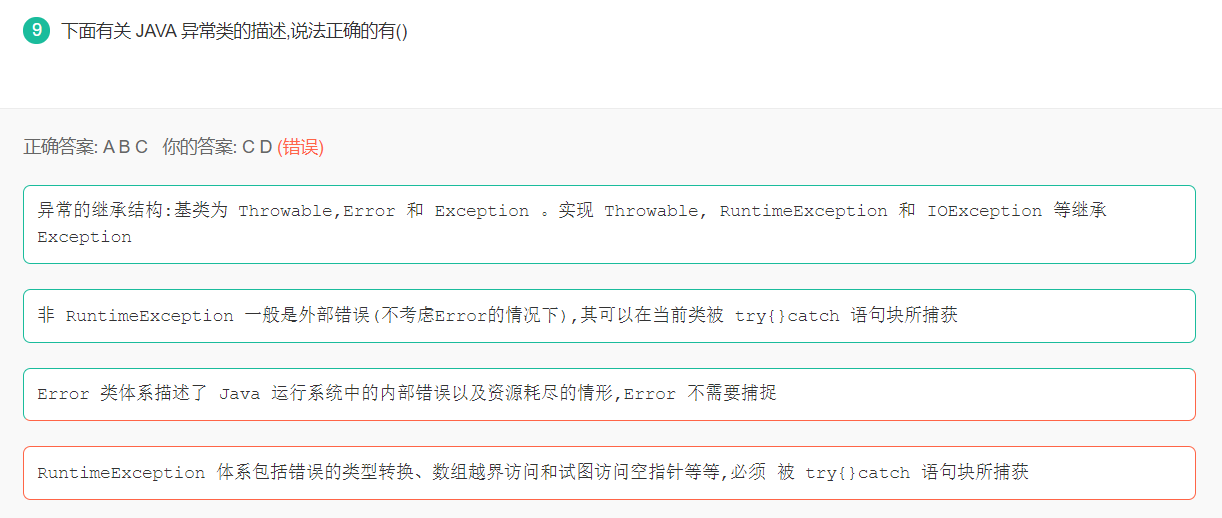 9 下面有关 JAVA 异常类的描述,说法正确的有()
正确答案: A B C 你的答案: C D (错误)
异常的继承结构:基类为 Throwable,Error 和 Exception 。实现 Throwable, RuntimeException 和 IOException 等继承
Exception
非 RuntimeException 一般是外部错误(不考虑Error的情况下),其可以在当前类被 try{}catch 语句块所捕获
Error 类体系描述了 Java 运行系统中的内部错误以及资源耗尽的情形,Error 不需要捕捉
RuntimeException 体系包括错误的类型转换、数组越界访问和试图访问空指针等等,必须 被 try{}catch 语句块所捕获